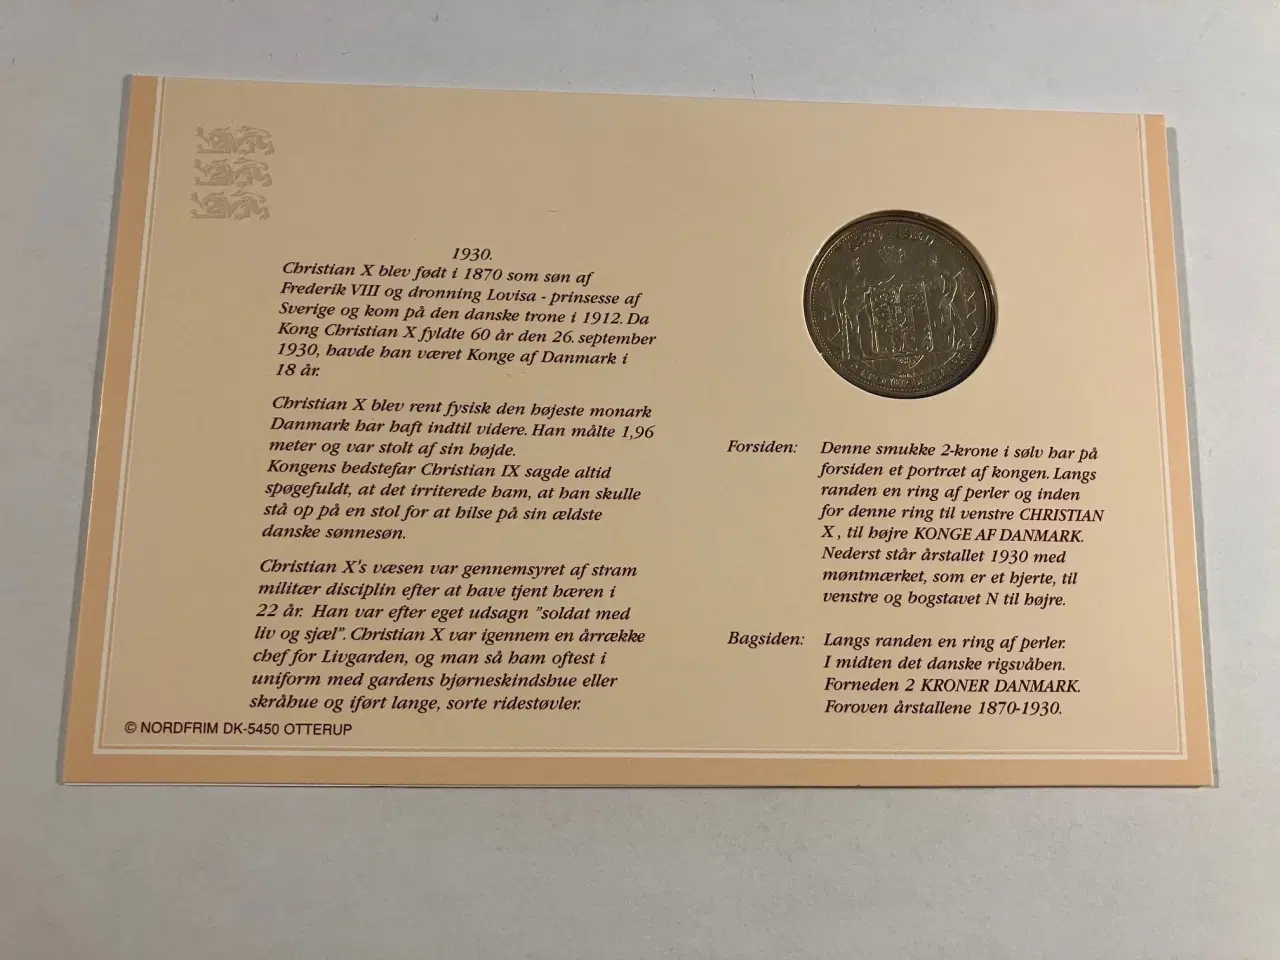 1930.
Christian X blev født i 1870 som søn af
Frederik VIII og dronning Lovisa - prinsesse af
Sverige og kom på den danske trone i 1912. Da
Kong Christian X fyldte 60 år den 26. september
1930, havde han været Konge af Danmark i
18 år.
Christian X blev rent fysisk den højeste monark
Danmark har haft indtil videre. Han målte 1,96
meter og var stolt af sin højde.
Kongens bedstefar Christian IX sagde altid
spøgefuldt, at det irriterede ham, at han skulle
stå op på en stol for at hilse på sin ældste
danske sønnesøn.
Christian X's væsen var gennemsyret af stram
militær disciplin efter at have tjent hæren i
22 år. Han var efter eget udsagn "soldat med
liv og sjæl". Christian X var igennem en årrække
chef for Livgarden, og man så ham oftest i
uniform med gardens bjørneskindshue eller
skråhue og iført lange, sorte ridestøvler.
© NORDFRIM DK-5450 OTTERUP
1870-1930
Forsiden: Denne smukke 2-krone i sølv har på
forsiden et portræt af kongen. Langs
randen en ring af perler og inden
for denne ring til venstre CHRISTIAN
X , til højre KONGE AF DANMARK.
Nederst står årstallet 1930 med
møntmærket, som er et hjerte, til
venstre og bogstavet N til højre.
Bagsiden: Langs randen en ring af perler.
I midten det danske rigsvåben.
Forneden 2 KRONER DANMARK.
Foroven årstallene 1870-1930.